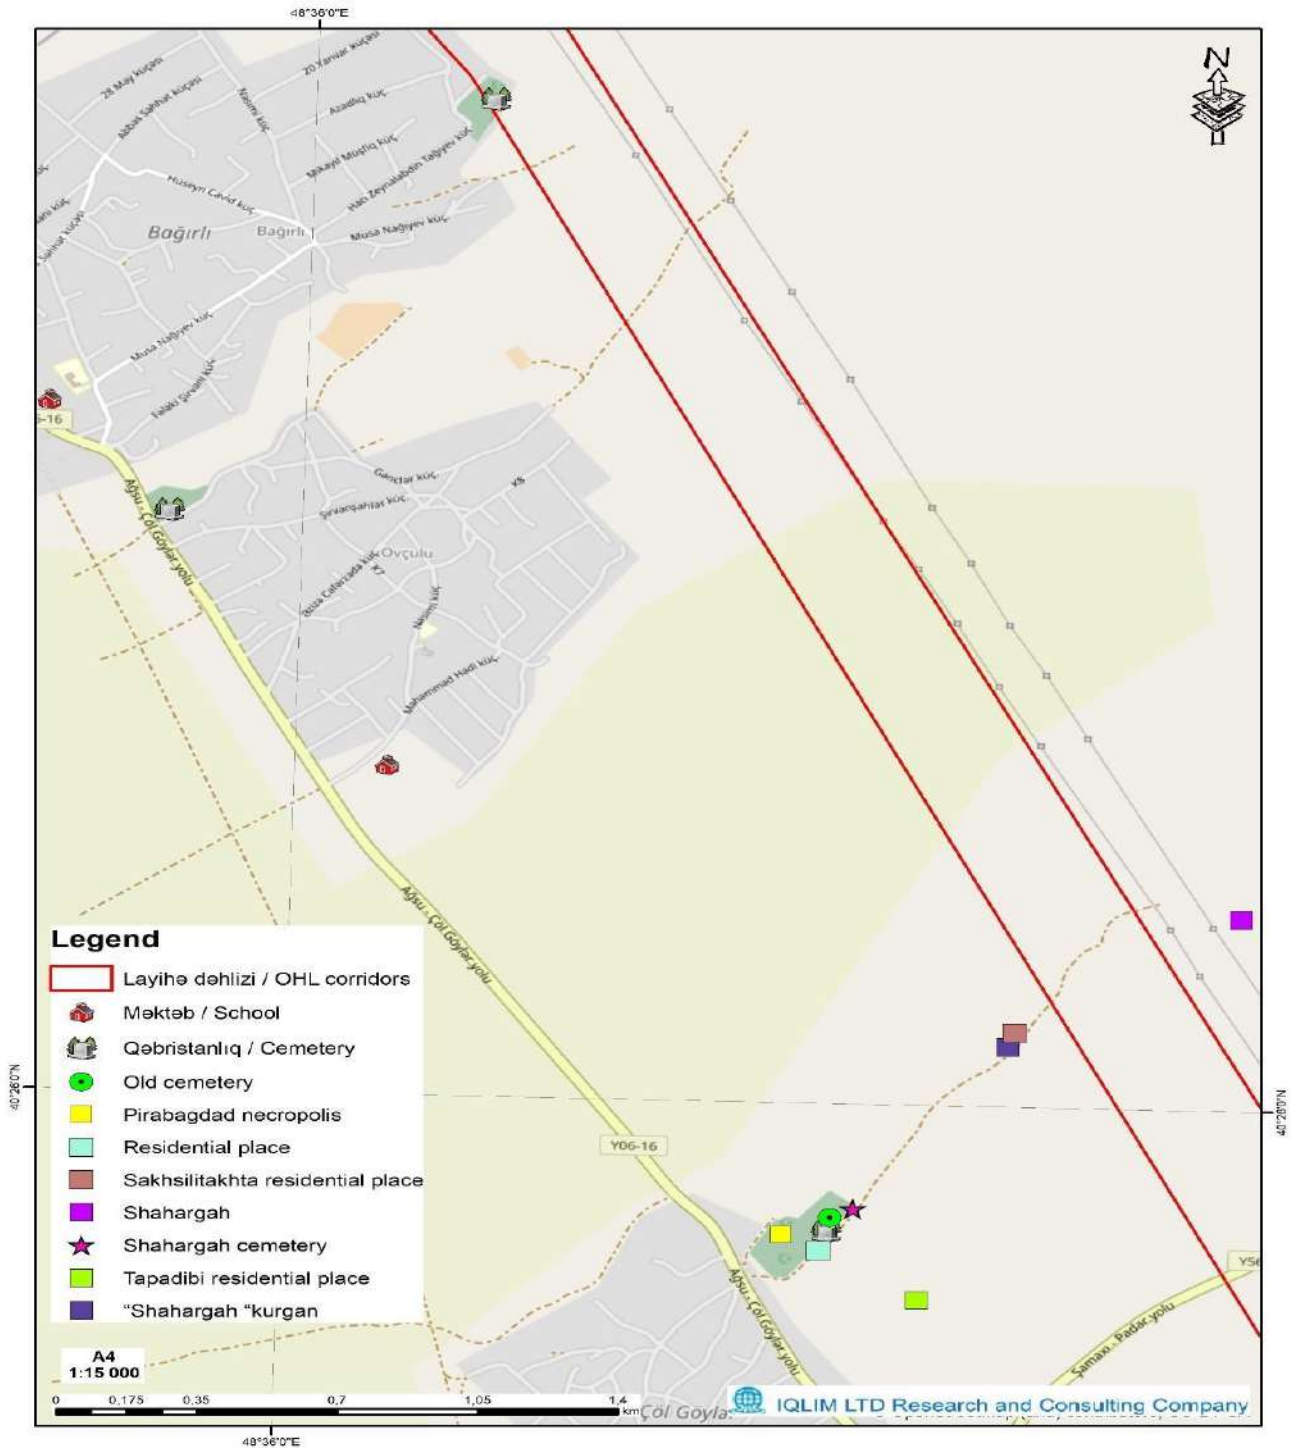 48°36'0"E
N
28 May küçəsi
Abbas Səhhət küçəsi
Nəsimi küç
20 Yanvar küçəsi
Azadlıq küç
Mikayıl Müşfiq küç
Hacı Zeynalabdin Tağıyev küç
Hüseyn Cavid küç
Bağırlı
Bağırlı
Musa Nağıyev küç
Musa Nağıyev küç
Fələki Şirvani küç
Ağsu - Çöl Göylər yolu
Gənclər küç.
Şirvanşahlar küç.
K8
Ovçulu
Əzizə Cəfərzadə küç
K7
Nəsimi küç
Məhəmməd Hadi küç.
Ağsu - Çöl Göylər yolu
Legend
Layihə dəhlizi / OHL corridors
Məktəb / School
Qəbristanlıq / Cemetery
Old cemetery
Pirabagdad necropolis
Residential place
Sakhsilitakhta residential place
Shahargah
Shahargah cemetery
Tapadibi residential place
"Shahargah "kurgan
40°26'0"N
40°26'0"N
Y06-16
Ağsu - Çöl Göylər yolu
Şamaxı - Padar yolu
A4
1:15 000
0 0,175 0,35 0,7 1,05 1,4
km
Çöl Göylə
IQLIM LTD Research and Consulting Company
48°36'0"E